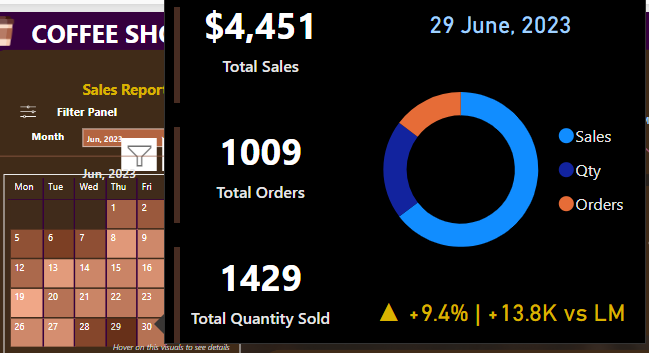 COFFEE SHO
Sales Repor
Filter Panel
Month
Jun, 2023
Jun, 2023
Mon Tue Wed Thu Fri
1 2
5 6 7 8 9
12 13 14 15 16
19 20 21 22 23
26 27 28 29 30
Hover on this visuals to see details
$4,451
Total Sales
1009
Total Orders
1429
Total Quantity Sold
29 June, 2023
Sales
Qty
Orders
▲ +9.4% | +13.8K vs LM